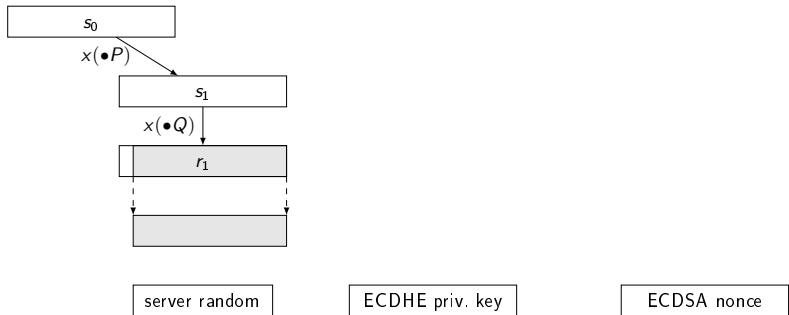 s₀
x(•P)
s₁
x(•Q)
r₁
server random
ECDHE priv. key
ECDSA nonce